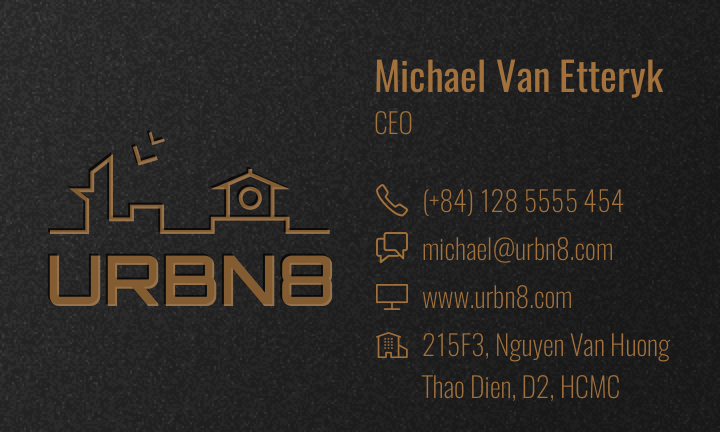 URBN8
Michael Van Etteryk
CEO
(+84) 128 5555 454
michael@urbn8.com
www.urbn8.com
215F3, Nguyen Van Huong
Thao Dien, D2, HCMC